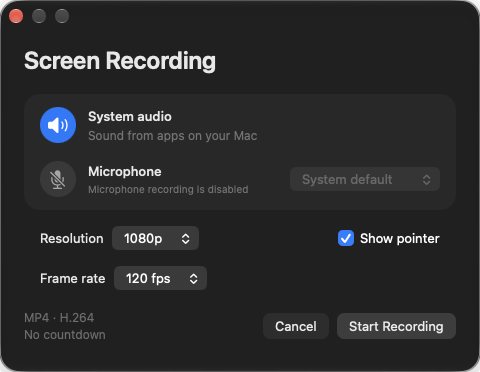 Screen Recording
System audio
Sound from apps on your Mac
Microphone
Microphone recording is disabled
System default
Resolution
1080p
Show pointer
Frame rate
120 fps
MP4 · H.264
No countdown
Cancel
Start Recording